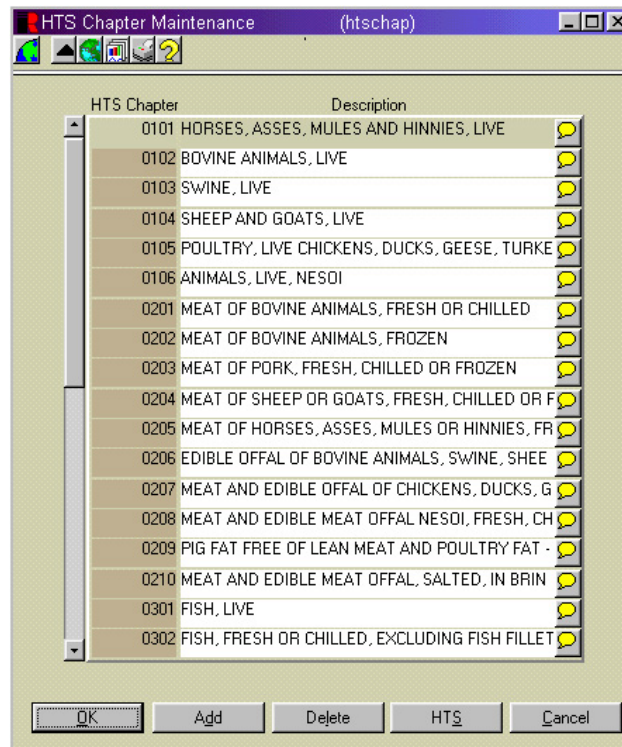 HTS Chapter Maintenance (htschap)
HTS Chapter Description
0101 HORSES, ASSES, MULES AND HINNIES, LIVE
0102 BOVINE ANIMALS, LIVE
0103 SWINE, LIVE
0104 SHEEP AND GOATS, LIVE
0105 POULTRY, LIVE CHICKENS, DUCKS, GEESE, TURKE
0106 ANIMALS, LIVE, NESOI
0201 MEAT OF BOVINE ANIMALS, FRESH OR CHILLED
0202 MEAT OF BOVINE ANIMALS, FROZEN
0203 MEAT OF PORK, FRESH, CHILLED OR FROZEN
0204 MEAT OF SHEEP OR GOATS, FRESH, CHILLED OR F
0205 MEAT OF HORSES, ASSES, MULES OR HINNIES, FR
0206 EDIBLE OFFAL OF BOVINE ANIMALS, SWINE, SHEE
0207 MEAT AND EDIBLE OFFAL OF CHICKENS, DUCKS, G
0208 MEAT AND EDIBLE MEAT OFFAL NESOI, FRESH, CH
0209 PIG FAT FREE OF LEAN MEAT AND POULTRY FAT -
0210 MEAT AND EDIBLE MEAT OFFAL, SALTED, IN BRIN
0301 FISH, LIVE
0302 FISH, FRESH OR CHILLED, EXCLUDING FISH FILLET
OK Add Delete HTS Cancel